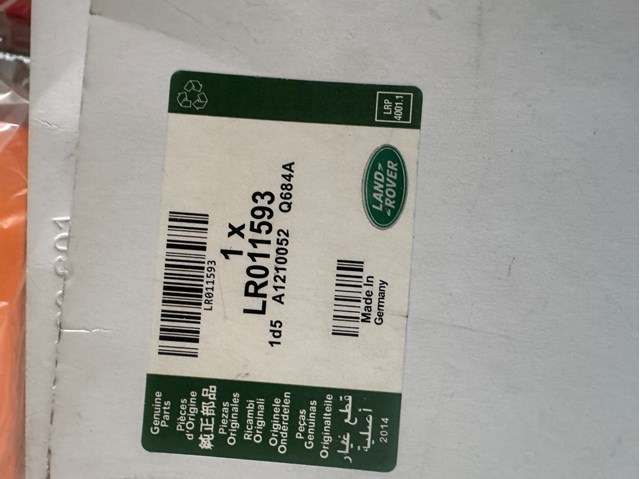 LRP
4001.1
LAND-
-ROVER
LR011593
1 x
LR011593
1d5 A1210052 Q684A
Made In
Germany
Genuine
Parts
Pièces
d'Origine
純正部品
Piezas
Originales
Ricambi
Originali
Originele
Onderdelen
Peças
Genuinas
Originalteile
قطع غيار
أصلية
2014